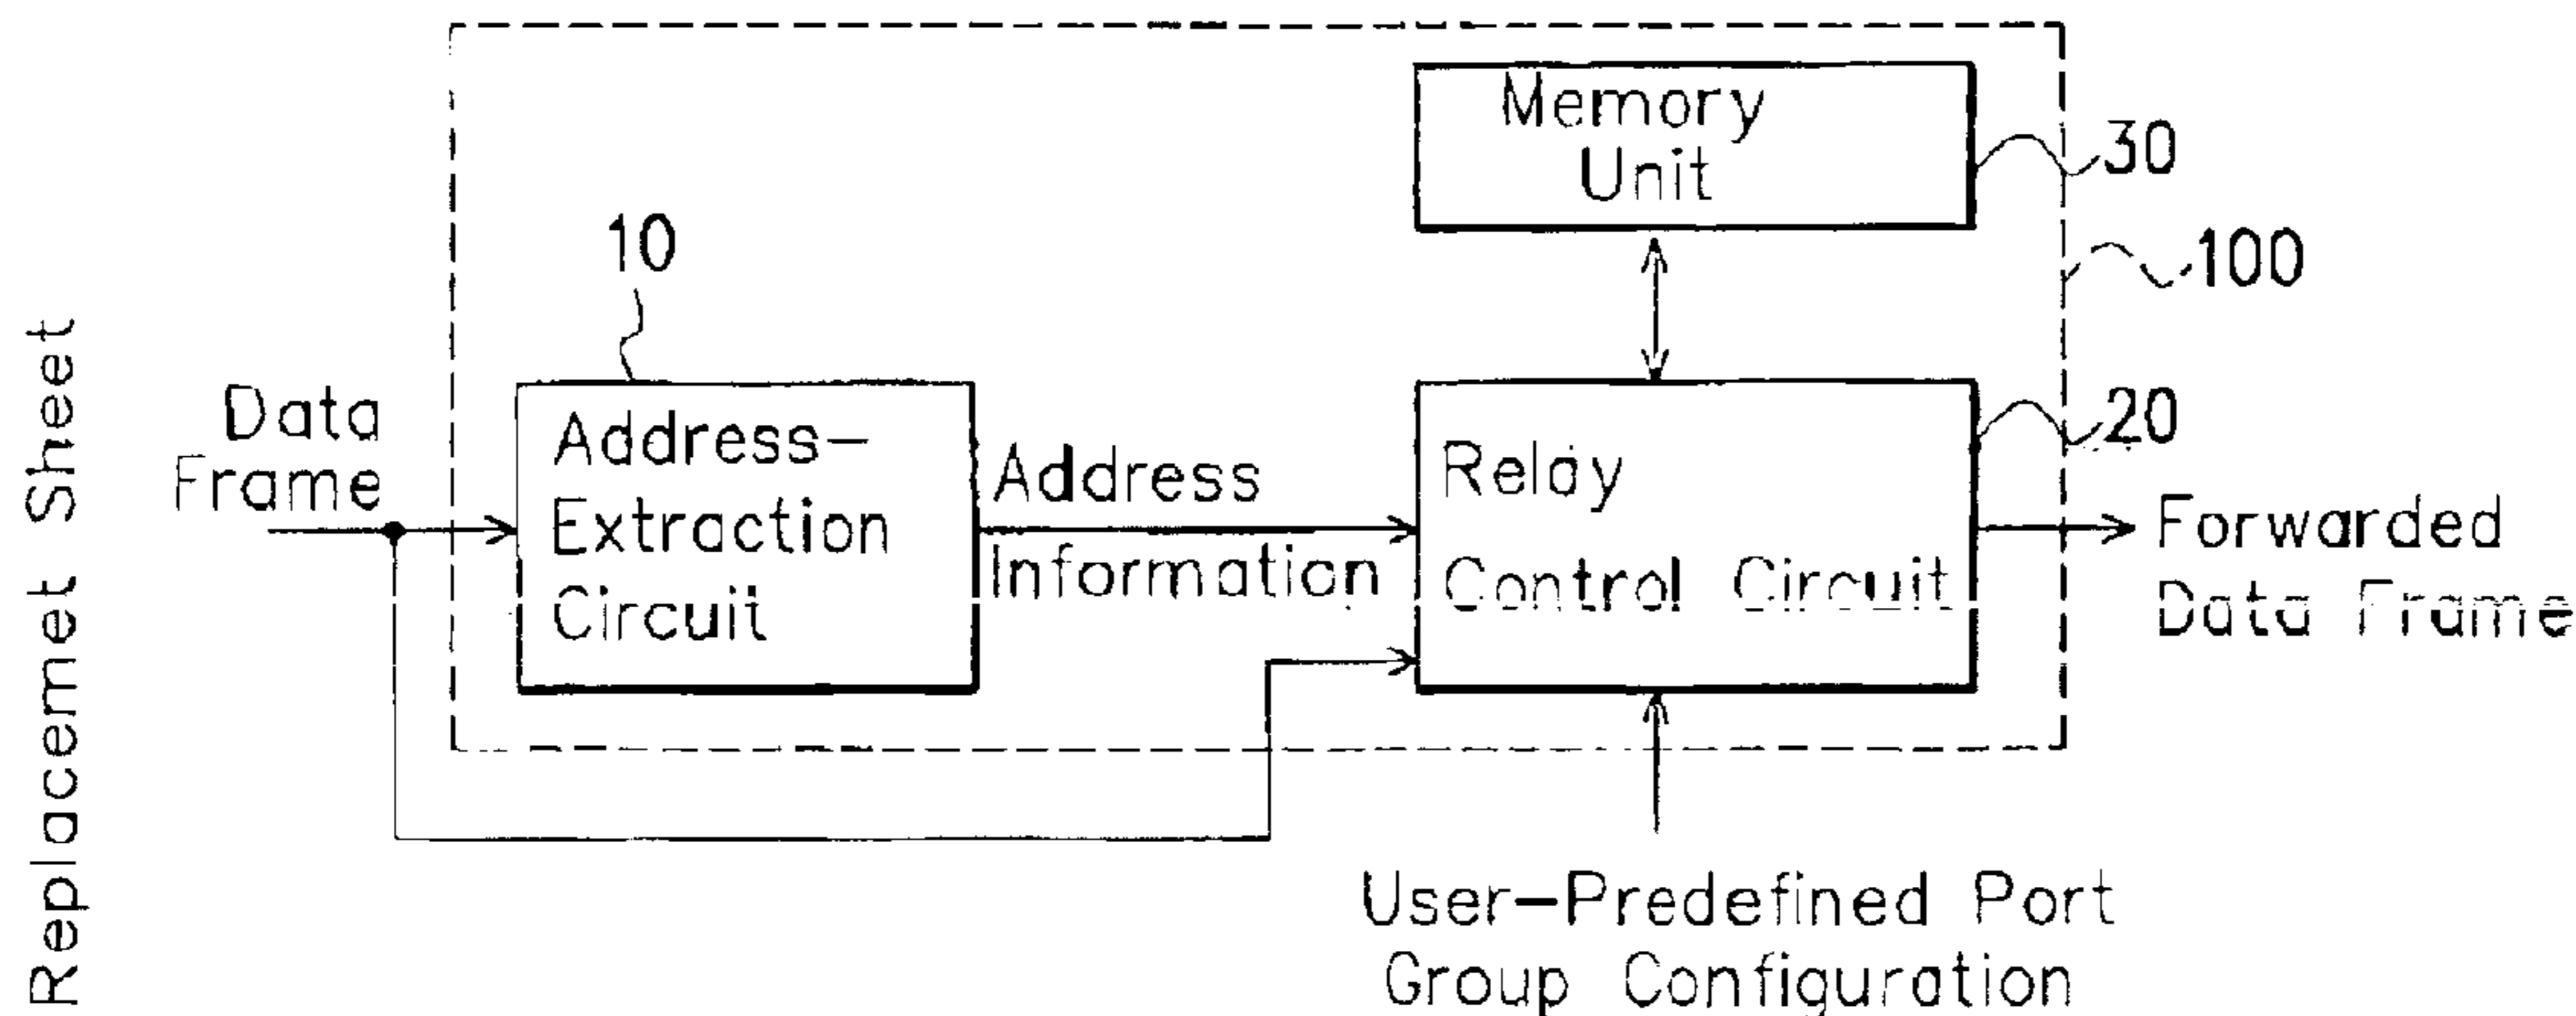 Replacemet Sheet
Memory
Unit
30
10
100
Data
Frame
Address-
Extraction
Circuit
Address
Information
Relay
Control Circuit
20
Forwarded
Data Frame
User-Predefined Port
Group Configuration